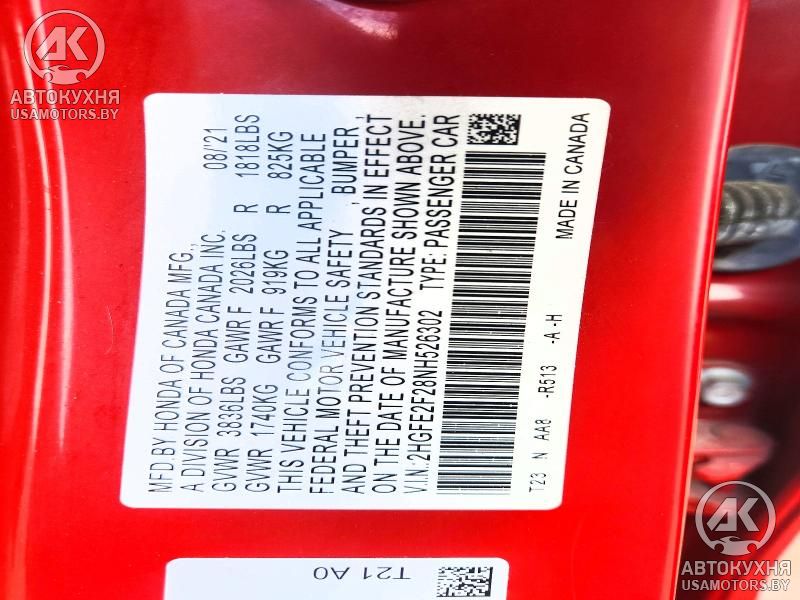 AK
АВТОКУХНЯ
USAMOTORS.BY
MFD.BY HONDA OF CANADA MFG., 08/'21
A DIVISION OF HONDA CANADA INC.
GVWR 3836LBS GAWR F 2026LBS R 1818LBS
GVWR 1740KG GAWR F 919KG R 825KG
THIS VEHICLE CONFORMS TO ALL APPLICABLE
FEDERAL MOTOR VEHICLE SAFETY , BUMPER ,
AND THEFT PREVENTION STANDARDS IN EFFECT
ON THE DATE OF MANUFACTURE SHOWN ABOVE.
V.I.N.:2HGFE2F28NH526302 TYPE: PASSENGER CAR
T23 N AA8 -R513 -A -H
MADE IN CANADA
T21 A0
AK
АВТОКУХНЯ
USAMOTORS.BY